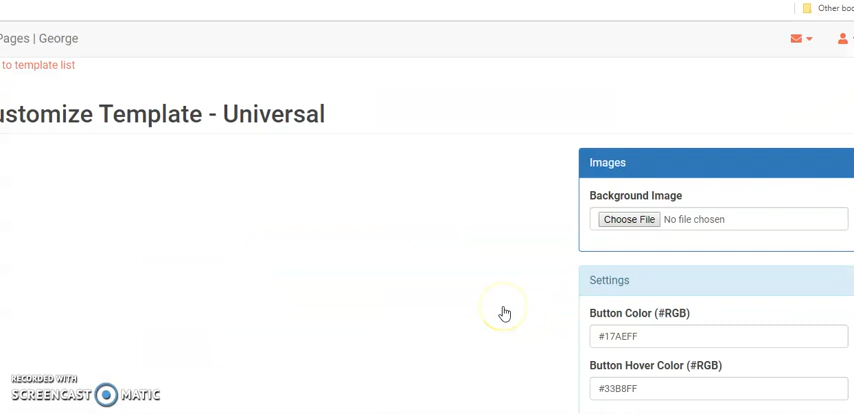 Other boo
Pages | George
to template list
ustomize Template - Universal
Images
Background Image
Choose File No file chosen
Settings
Button Color (#RGB)
#17AEFF
Button Hover Color (#RGB)
#33B8FF
RECORDED WITH
SCREENCAST MATIC